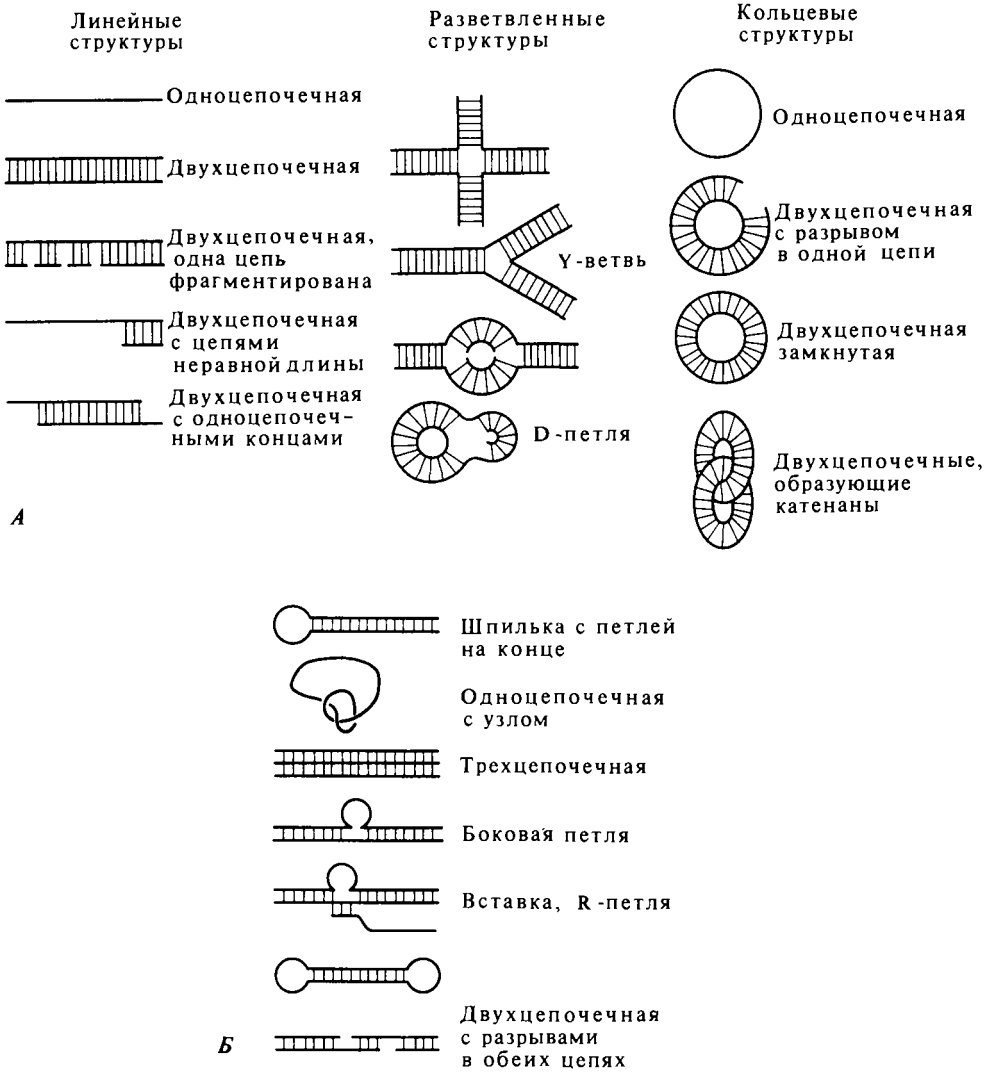 Линейные
структуры
Одноцепочечная
Двухцепочечная
Двухцепочечная,
одна цепь
фрагментирована
Двухцепочечная
с цепями
неравной длины
Двухцепочечная
с одноцепочеч-
ными концами
А
Разветвленные
структуры
Y-ветвь
D-петля
Кольцевые
структуры
Одноцепочечная
Двухцепочечная
с разрывом
в одной цепи
Двухцепочечная
замкнутая
Двухцепочечные,
образующие
катенаны
Шпилька с петлей
на конце
Одноцепочечная
с узлом
Трехцепочечная
Боковая петля
Вставка, R-петля
Двухцепочечная
с разрывами
в обеих цепях
Б